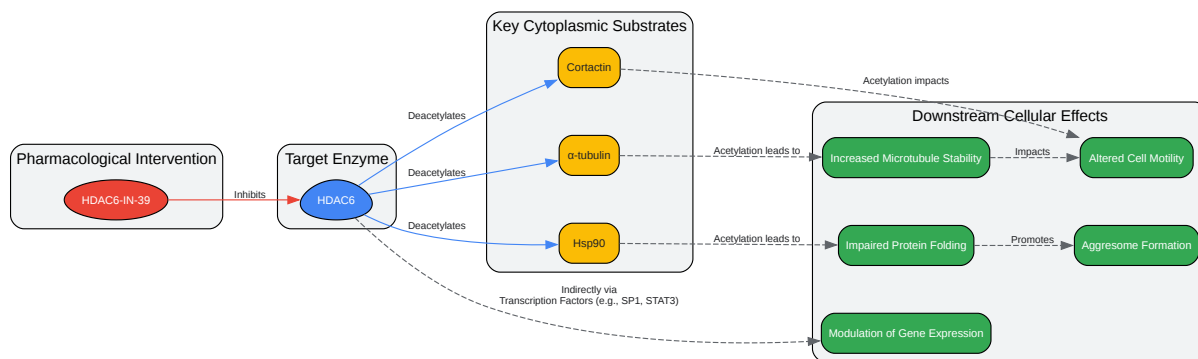 Key Cytoplasmic Substrates
Cortactin
Acetylation impacts
Deacetylates
Downstream Cellular Effects
Pharmacological Intervention
Target Enzyme
α-tubulin
Acetylation leads to
Increased Microtubule Stability
Impacts
Altered Cell Motility
Deacetylates
HDAC6-IN-39
Inhibits
HDAC6
Deacetylates
Hsp90
Acetylation leads to
Impaired Protein Folding
Promotes
Aggresome Formation
Indirectly via
Transcription Factors (e.g., SP1, STAT3)
Modulation of Gene Expression